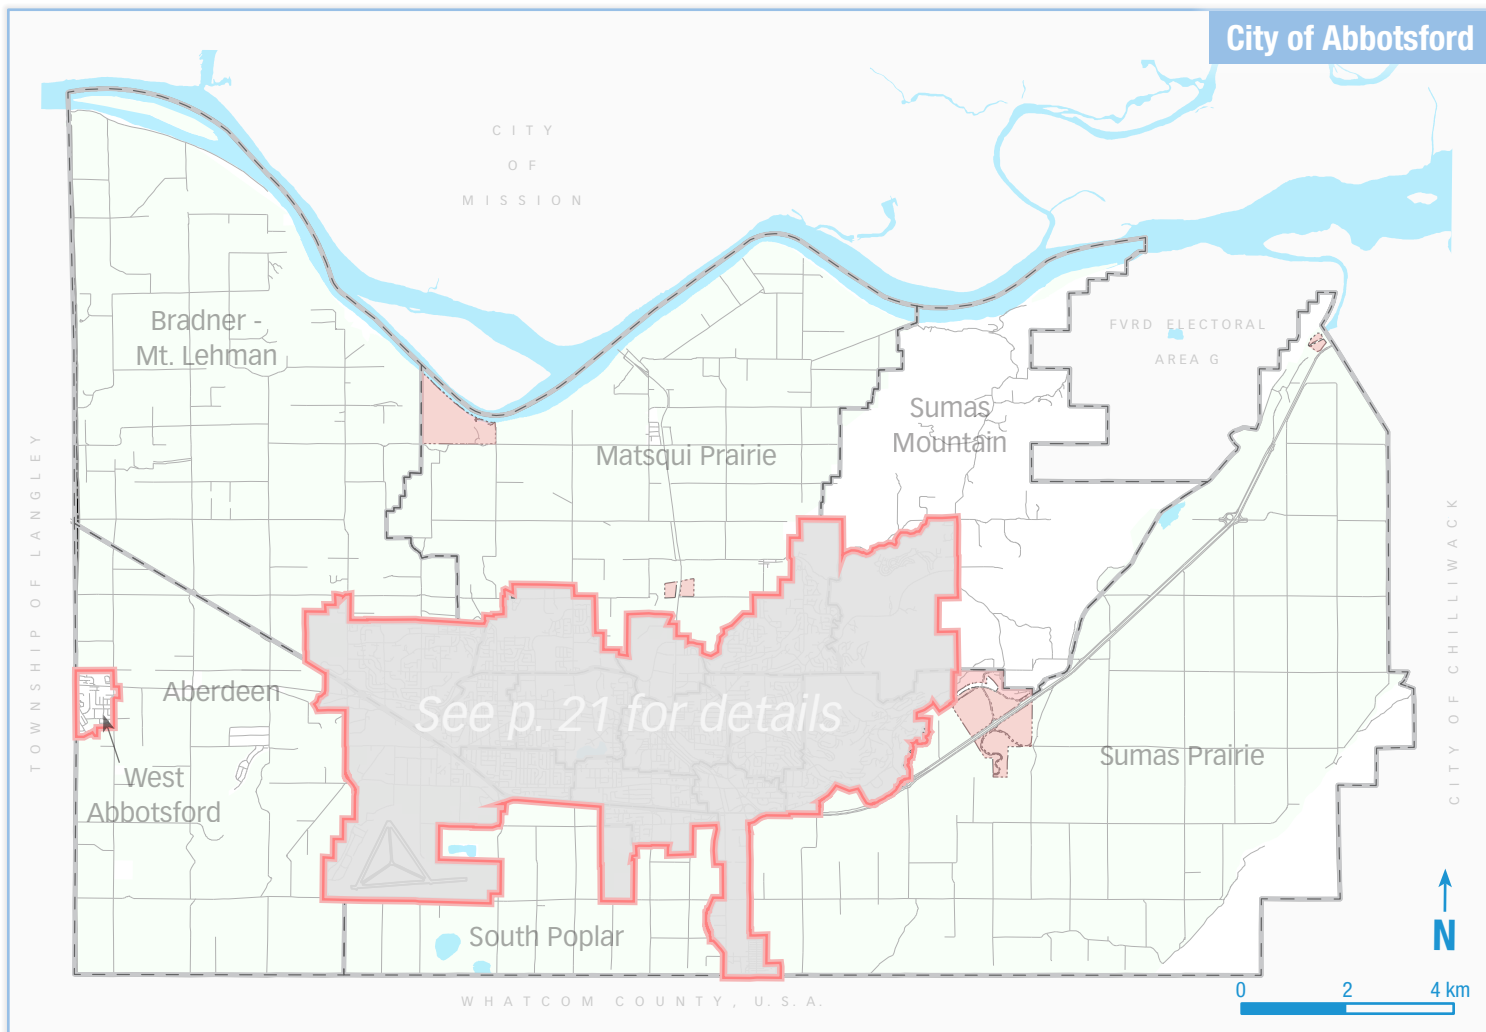 City of Abbotsford
CITY
OF
MISSION
Bradner -
Mt. Lehman
FVRD ELECTORAL
AREA G
Sumas
Mountain
Matsqui Prairie
TOWNSHIP OF LANGLEY
CITY OF CHILLIWACK
Aberdeen
See p. 21 for details
West
Abbotsford
Sumas Prairie
South Poplar
N
WHATCOM COUNTY, U.S.A.
0 2 4 km